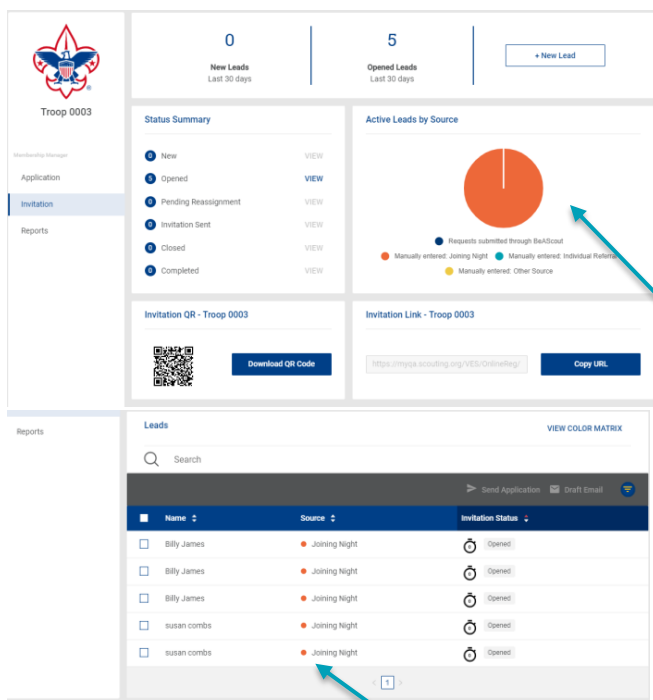 0
New Leads
Last 30 days
5
Opened Leads
Last 30 days
+ New Lead
Troop 0003
Membership Manager
Application
Invitation
Reports
Status Summary
0 New VIEW
5 Opened VIEW
0 Pending Reassignment VIEW
0 Invitation Sent VIEW
0 Closed VIEW
0 Completed VIEW
Active Leads by Source
Requests submitted through BeAScout
Manually entered: Joining Night Manually entered: Individual Referral
Manually entered: Other Source
Invitation QR - Troop 0003
Download QR Code
Invitation Link - Troop 0003
https://myqa.scouting.org/VES/OnlineReg/
Copy URL
Reports
Leads
VIEW COLOR MATRIX
Search
Send Application Draft Email
Name Source Invitation Status
Billy James Joining Night Opened
Billy James Joining Night Opened
Billy James Joining Night Opened
susan combs Joining Night Opened
susan combs Joining Night Opened
< 1 >